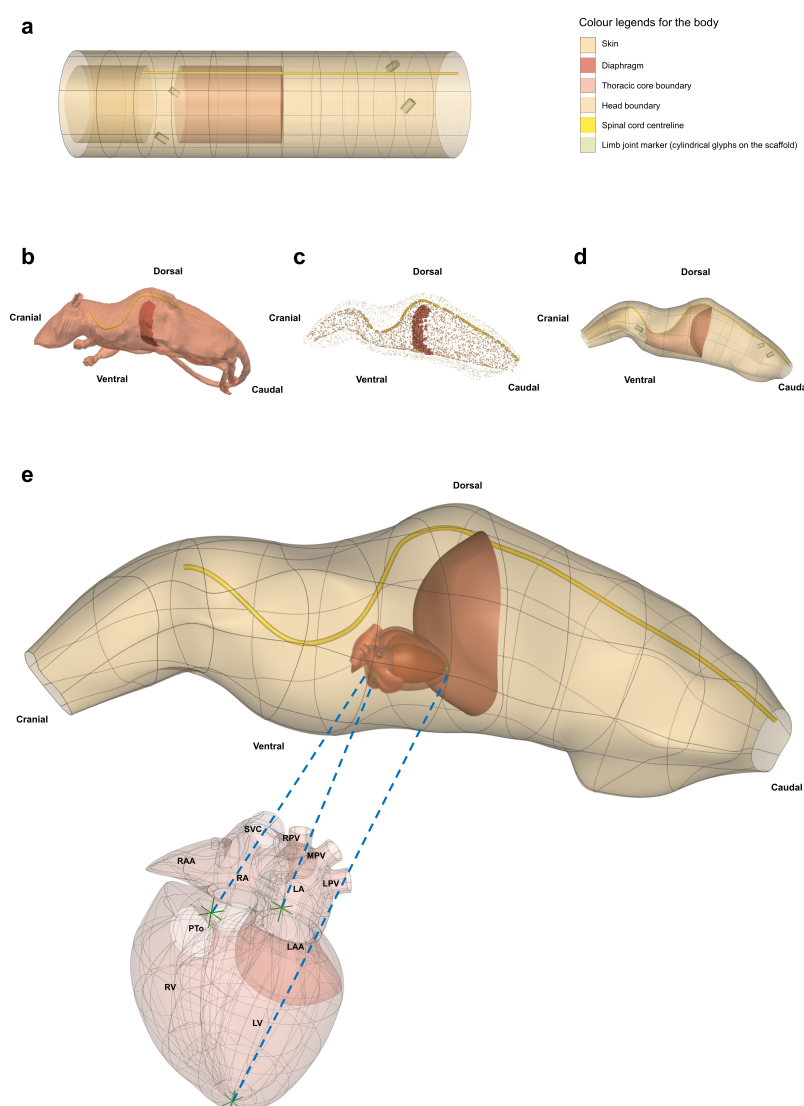 a
Colour legends for the body
Skin
Diaphragm
Thoracic core boundary
Head boundary
Spinal cord centreline
Limb joint marker (cylindrical glyphs on the scaffold)
b
c
d
Dorsal
Dorsal
Dorsal
Cranial
Cranial
Cranial
Ventral
Ventral
Ventral
Caudal
Caudal
Cauda
e
Dorsal
Cranial
Ventral
Caudal
SVC
RPV
MPV
RAA
RA
LA
LPV
PTo
LAA
RV
LV